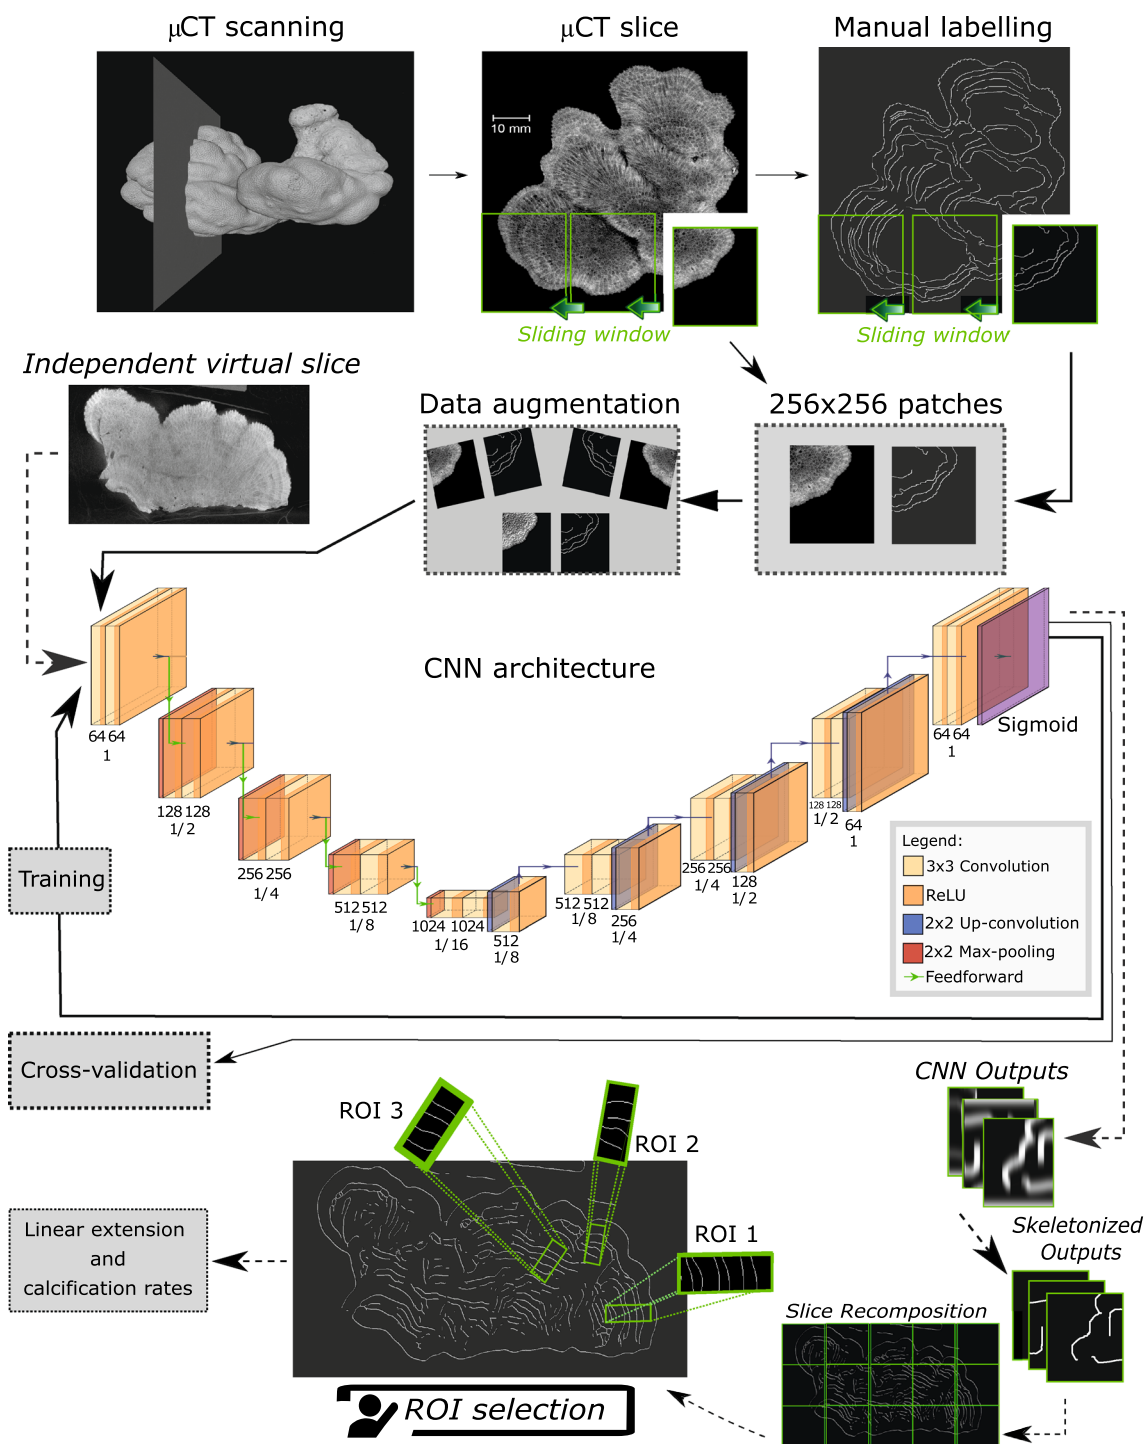 μCT scanning
μCT slice
Manual labelling
10 mm
Sliding window
Sliding window
Independent virtual slice
Data augmentation
256x256 patches
CNN architecture
64 64
1
128 128
1/ 2
256 256
1/ 4
512 512
1/ 8
1024 1024
1/ 16
512
1/ 8
512 512
1/ 8
256
1/ 4
256 256
1/ 4
128
1/ 2
128 128
1/ 2
64
1
64 64
1
Sigmoid
Legend:
3x3 Convolution
ReLU
2x2 Up-convolution
2x2 Max-pooling
Feedforward
Training
Cross-validation
CNN Outputs
Skeletonized
Outputs
Slice Recomposition
ROI 3
ROI 2
ROI 1
ROI selection
Linear extension
and
calcification rates